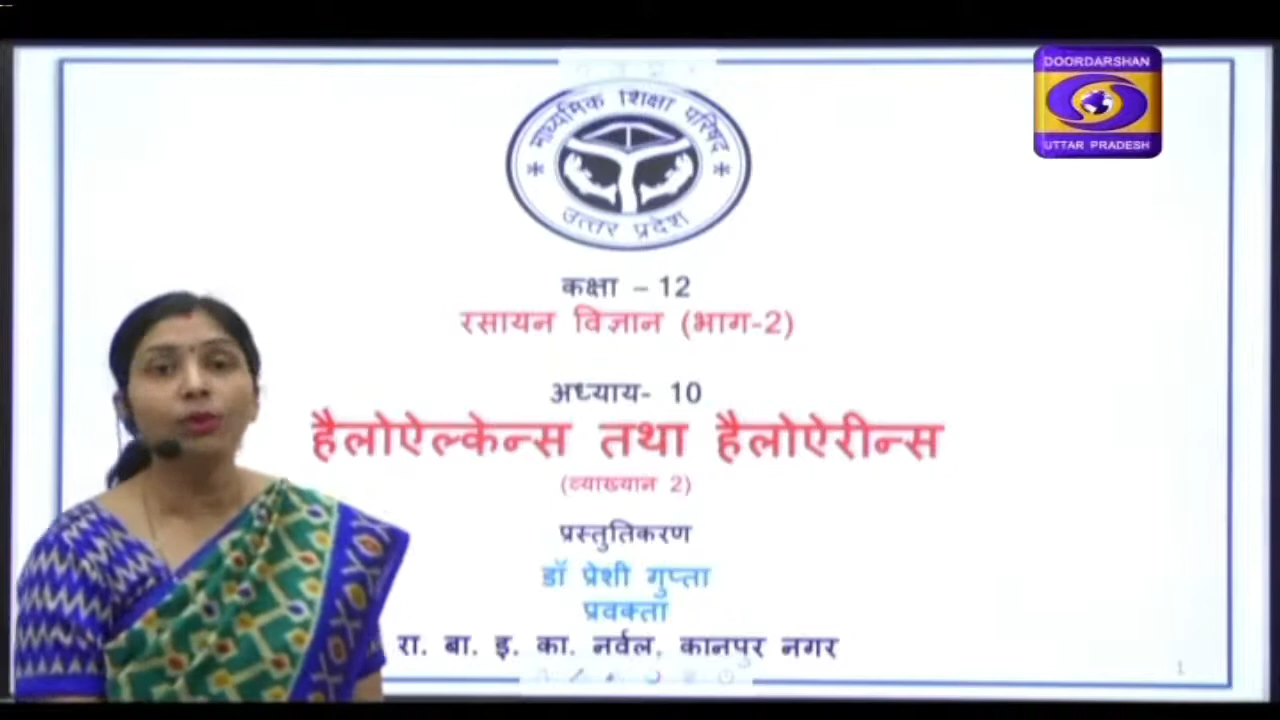 DOORDARSHAN
UTTAR PRADESH
माध्यमिक शिक्षा परिषद
उत्तर प्रदेश
कक्षा – 12
रसायन विज्ञान (भाग-2)
अध्याय- 10
हैलोऐल्केन्स तथा हैलोऐरीन्स
(व्याख्यान 2)
प्रस्तुतिकरण
डॉ प्रेशी गुप्ता
प्रवक्ता
रा. बा. इ. का. नर्वल, कानपुर नगर
1